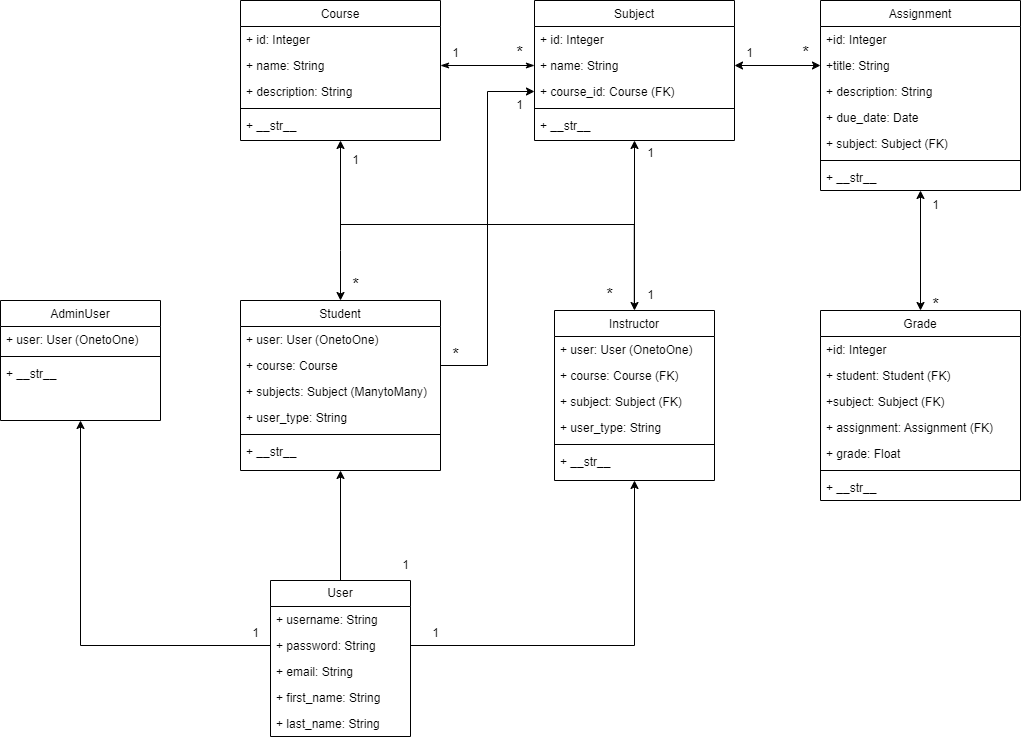 Course
+ id: Integer
+ name: String
+ description: String
+ __str__
1
*
Subject
+ id: Integer
+ name: String
+ course_id: Course (FK)
+ __str__
1
*
Assignment
+id: Integer
+title: String
+ description: String
+ due_date: Date
+ subject: Subject (FK)
+ __str__
1
1
1
1
*
*
1
*
AdminUser
+ user: User (OnetoOne)
+ __str__
Student
+ user: User (OnetoOne)
+ course: Course
+ subjects: Subject (ManytoMany)
+ user_type: String
+ __str__
*
Instructor
+ user: User (OnetoOne)
+ course: Course (FK)
+ subject: Subject (FK)
+ user_type: String
+ __str__
Grade
+id: Integer
+ student: Student (FK)
+subject: Subject (FK)
+ assignment: Assignment (FK)
+ grade: Float
+ __str__
1
1
1
User
+ username: String
+ password: String
+ email: String
+ first_name: String
+ last_name: String